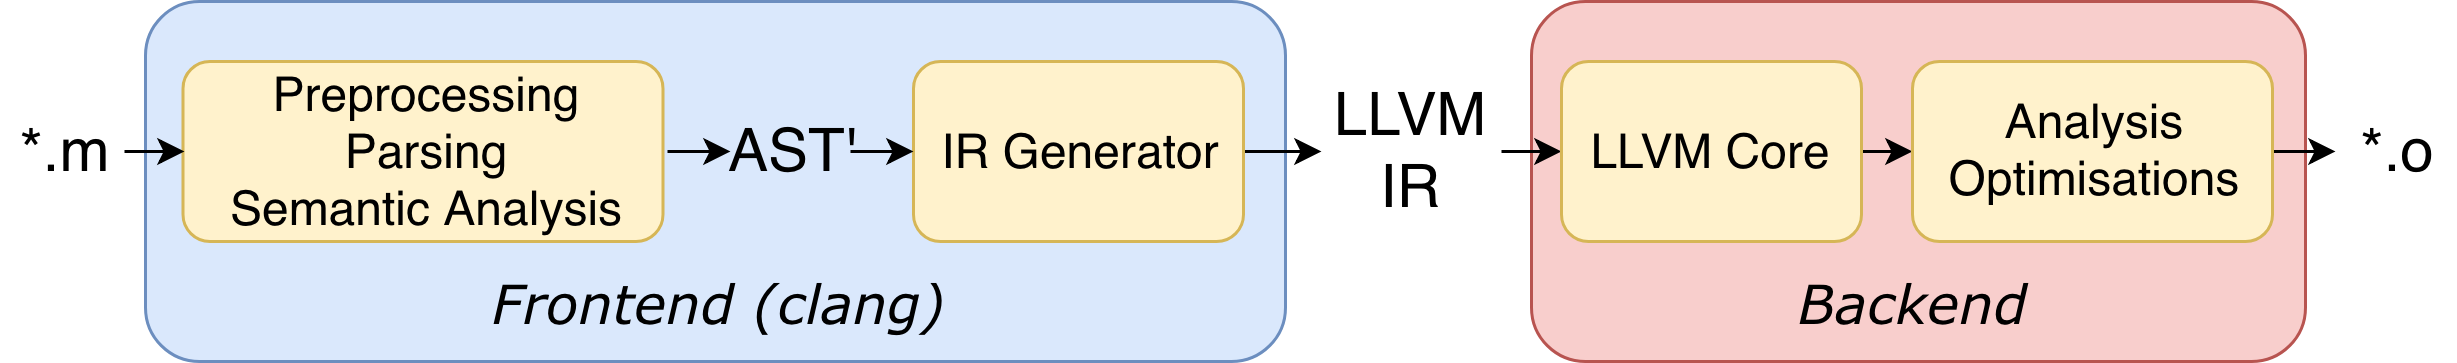 *.m
Preprocessing
Parsing
Semantic Analysis
AST'
IR Generator
Frontend (clang)
LLVM
IR
LLVM Core
Analysis
Optimisations
Backend
*.o